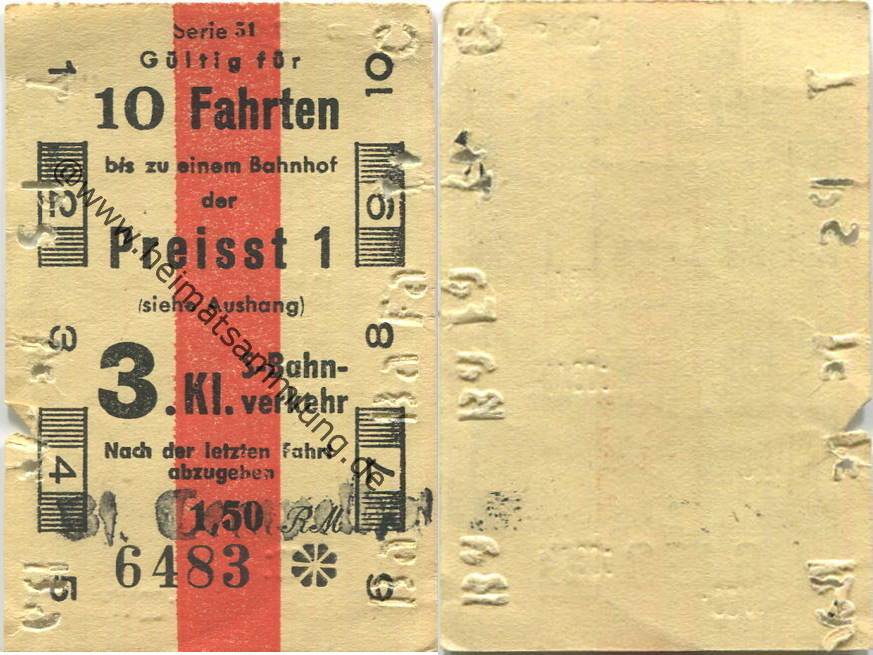 Serie 51
Gültig für
10 Fahrten
bis zu einem Bahnhof
der
Preisst 1
(siehe Aushang)
3. Kl. S-Bahn-
verkehr
Nach der letzten Fahrt
abzugeben
1,50 RM
6483
1
2
3
4
5
10
9
8
7
6
@www.heimatsammlung.de